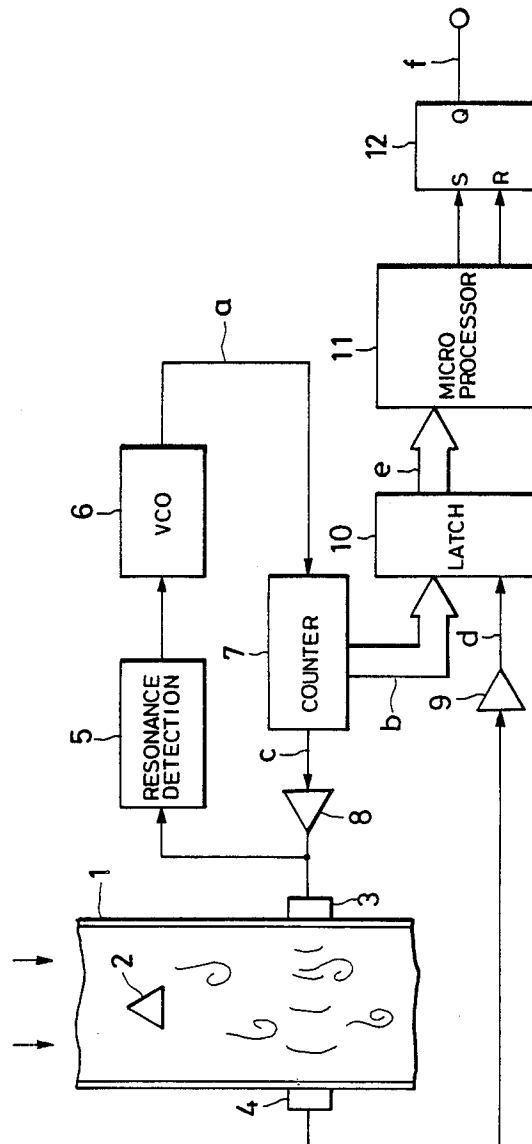 1
2
3
4
5
RESONANCE
DETECTION
6
VCO
a
7
COUNTER
c
b
8
9
d
10
LATCH
e
11
MICRO
PROCESSOR
12
S
R
Q
f